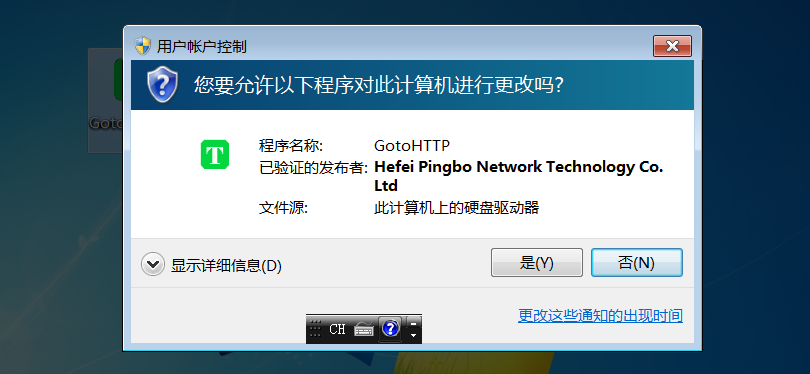 用户帐户控制
您要允许以下程序对此计算机进行更改吗?
T
程序名称: GotoHTTP
已验证的发布者: Hefei Pingbo Network Technology Co.
Ltd
文件源: 此计算机上的硬盘驱动器
显示详细信息(D)
是(Y) 否(N)
更改这些通知的出现时间
CH